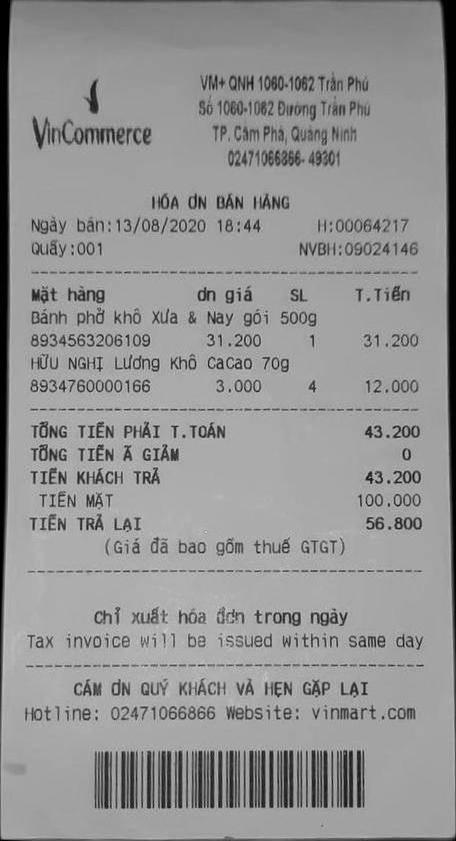 VinCommerce
VM+ QNH 1060-1062 Trần Phú
Số 1060-1062 Đường Trần Phú
TP. Cẩm Phả, Quảng Ninh
02471066866- 49301
HÓA ƠN BÁN HÀNG
Ngày bán:13/08/2020 18:44 H:00064217
Quầy:001 NVBH:09024146
Mặt hàng ơn giá SL T.Tiền
Bánh phở khô Xưa & Nay gói 500g
8934563206109 31.200 1 31.200
HỮU NGHỊ Lương Khô CaCao 70g
8934760000166 3.000 4 12.000
TỔNG TIỀN PHẢI T.TOÁN 43.200
TỔNG TIỀN Ã GIẢM 0
TIỀN KHÁCH TRẢ 43.200
TIỀN MẶT 100.000
TIỀN TRẢ LẠI 56.800
(Giá đã bao gồm thuế GTGT)
Chỉ xuất hóa đơn trong ngày
Tax invoice will be issued within same day
CÁM ƠN QUÝ KHÁCH VÀ HẸN GẶP LẠI
Hotline: 02471066866 Website: vinmart.com